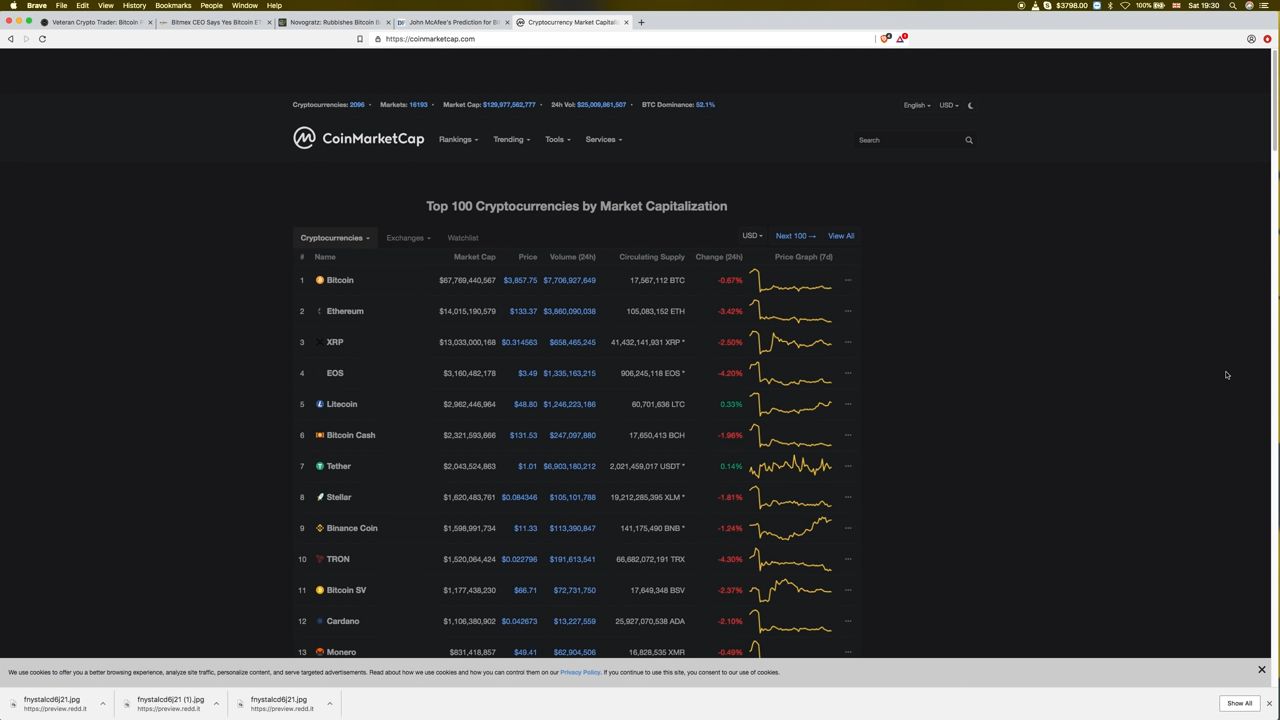 Brave File Edit View History Bookmarks People Window Help $3798.00 100% Sat 19:30
Veteran Crypto Trader: Bitcoin Bitmex CEO Says Yes Bitcoin ET Novogratz: Rubbishes Bitcoin B John McAfee's Prediction for Bi Cryptocurrency Market Capitaliz
https://coinmarketcap.com
Cryptocurrencies: 2096 • Markets: 16193 • Market Cap: $129,977,562,777 • 24h Vol: $25,009,861,507 • BTC Dominance: 52.1% English USD
CoinMarketCap Rankings Trending Tools Services Search
Top 100 Cryptocurrencies by Market Capitalization
Cryptocurrencies Exchanges Watchlist USD Next 100 → View All
# Name Market Cap Price Volume (24h) Circulating Supply Change (24h) Price Graph (7d)
1 Bitcoin $67,769,440,567 $3,857.75 $7,706,927,649 17,567,112 BTC -0.67%
2 Ethereum $14,015,190,579 $133.37 $3,860,090,038 105,083,152 ETH -3.42%
3 XRP $13,033,000,168 $0.314563 $658,465,245 41,432,141,931 XRP * -2.50%
4 EOS $3,160,482,178 $3.49 $1,335,163,215 906,245,118 EOS * -4.20%
5 Litecoin $2,962,446,964 $48.80 $1,246,223,186 60,701,636 LTC 0.33%
6 Bitcoin Cash $2,321,593,666 $131.53 $247,097,880 17,650,413 BCH -1.96%
7 Tether $2,043,524,863 $1.01 $6,903,180,212 2,021,459,017 USDT * 0.14%
8 Stellar $1,620,483,761 $0.084346 $105,101,788 19,212,285,395 XLM * -1.81%
9 Binance Coin $1,598,991,734 $11.33 $113,390,847 141,175,490 BNB * -1.24%
10 TRON $1,520,064,424 $0.022796 $191,613,541 66,682,072,191 TRX -4.30%
11 Bitcoin SV $1,177,438,230 $66.71 $72,731,750 17,649,348 BSV -2.37%
12 Cardano $1,106,380,902 $0.042673 $13,227,559 25,927,070,538 ADA -2.10%
13 Monero $831,418,857 $49.41 $62,904,506 16,828,535 XMR -0.49%
We use cookies to offer you a better browsing experience, analyze site traffic, personalize content, and serve targeted advertisements. Read about how we use cookies and how you can control them on our Privacy Policy. If you continue to use this site, you consent to our use of cookies.
fnystalcd6j21.jpg fnystalcd6j21 (1).jpg fnystalcd6j21.jpg Show All
https://preview.redd.it https://preview.redd.it https://preview.redd.it